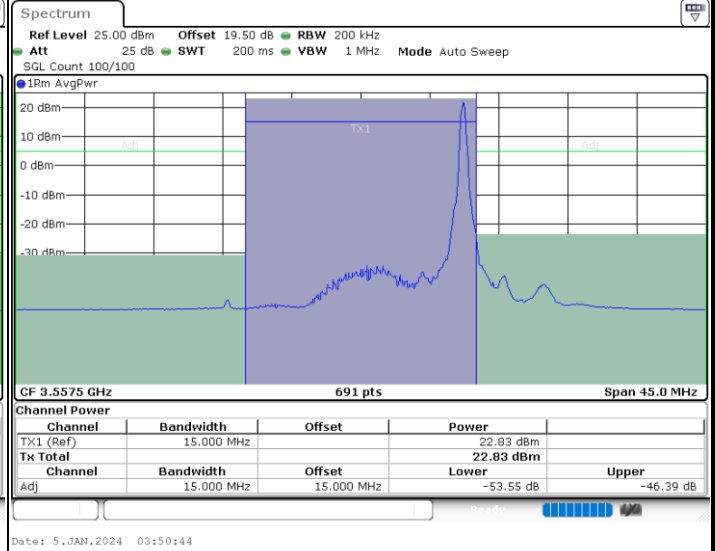 Spectrum
Ref Level 25.00 dBm Offset 19.50 dB RBW 200 kHz
Att 25 dB SWT 200 ms VBW 1 MHz Mode Auto Sweep
SGL Count 100/100
1Rm AvgPwr
20 dBm
TX1
10 dBm
Adj Adj
0 dBm
-10 dBm
-20 dBm
-30 dBm
CF 3.5575 GHz 691 pts Span 45.0 MHz
Channel Power
Channel Bandwidth Offset Power
TX1 (Ref) 15.000 MHz 22.83 dBm
Tx Total 22.83 dBm
Channel Bandwidth Offset Lower Upper
Adj 15.000 MHz 15.000 MHz -53.55 dB -46.39 dB
Ready
Date: 5.JAN.2024 03:50:44